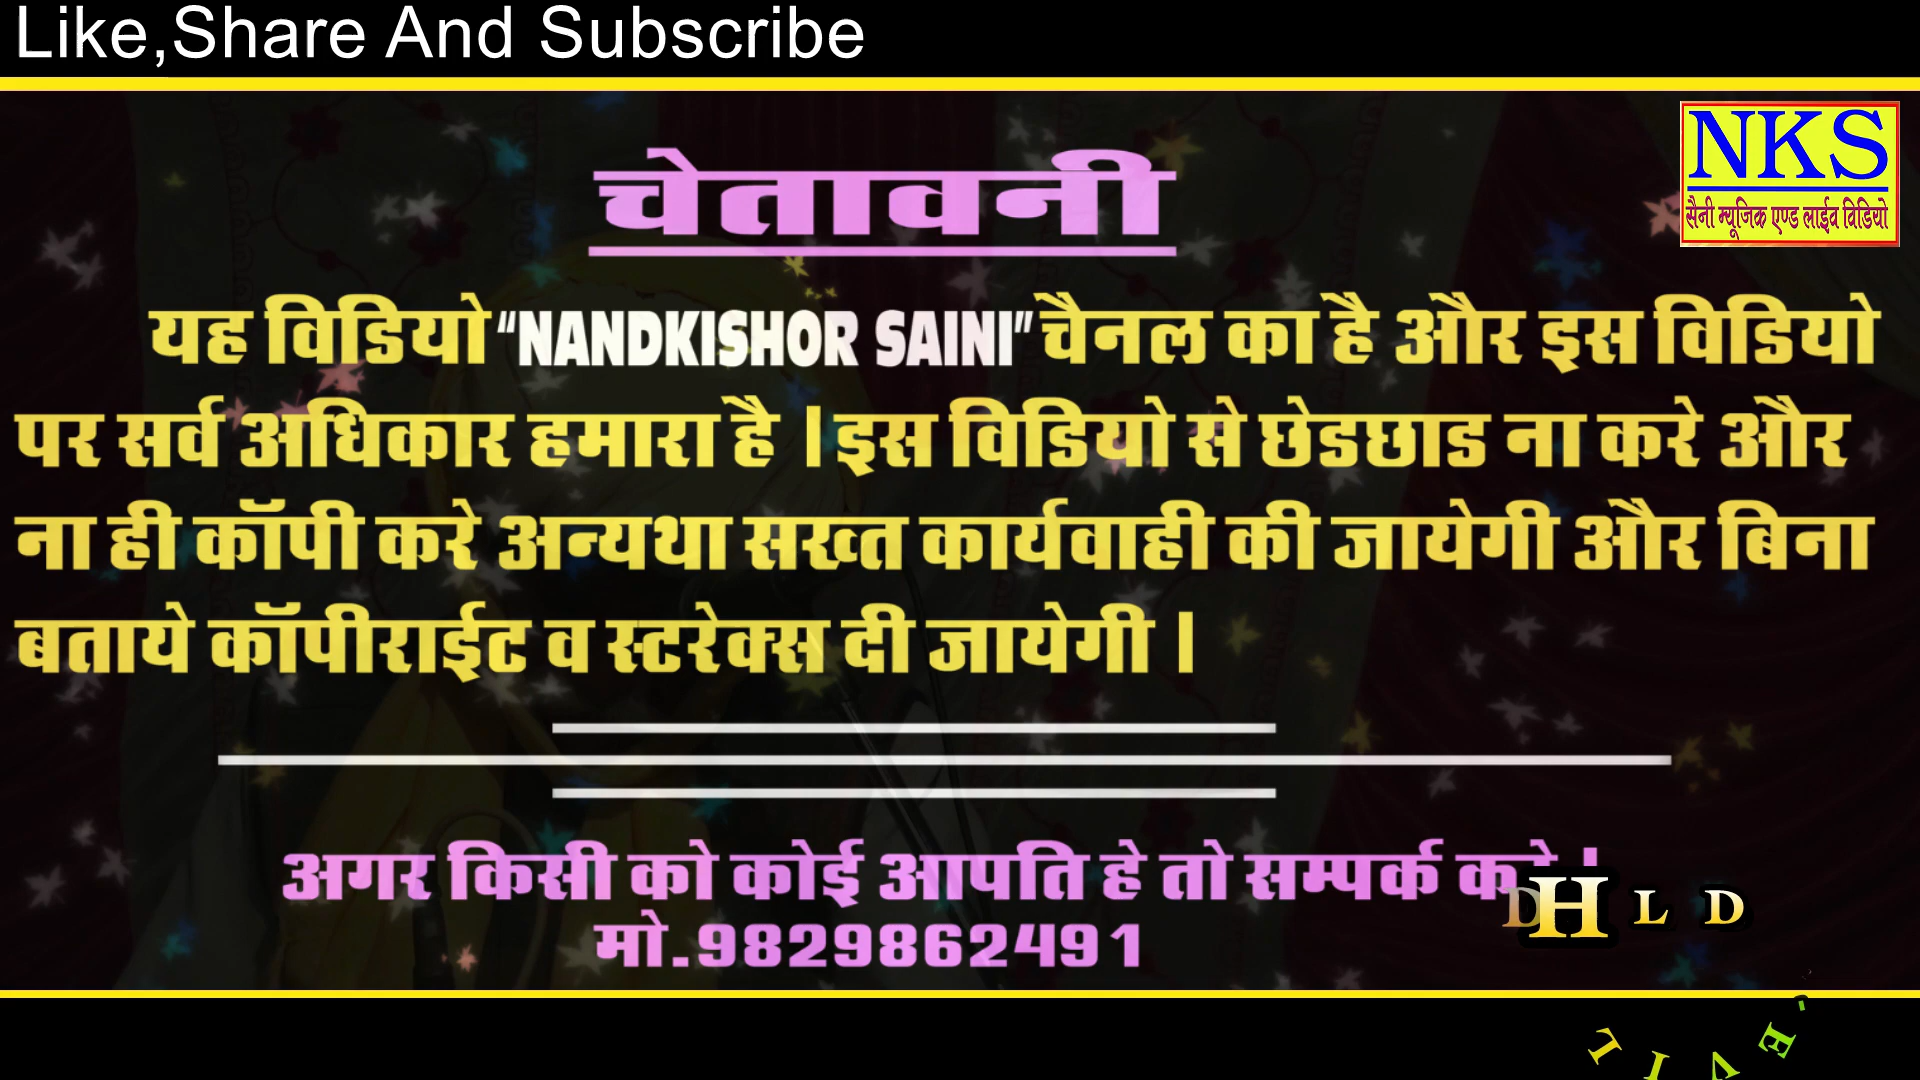 Like,Share And Subscribe
NKS
सैनी म्यूजिक एण्ड लाईव विडियो
चेतावनी
यह विडियो “NANDKISHOR SAINI” चैनल का है और इस विडियो
पर सर्व अधिकार हमारा है । इस विडियो से छेडछाड ना करे और
ना ही कॉपी करे अन्यथा सख्त कार्यवाही की जायेगी और बिना
बताये कॉपीराईट व स्टरेक्स दी जायेगी ।
अगर किसी को कोई आपति हे तो सम्पर्क करे ।
मो.9829862491
L I V E